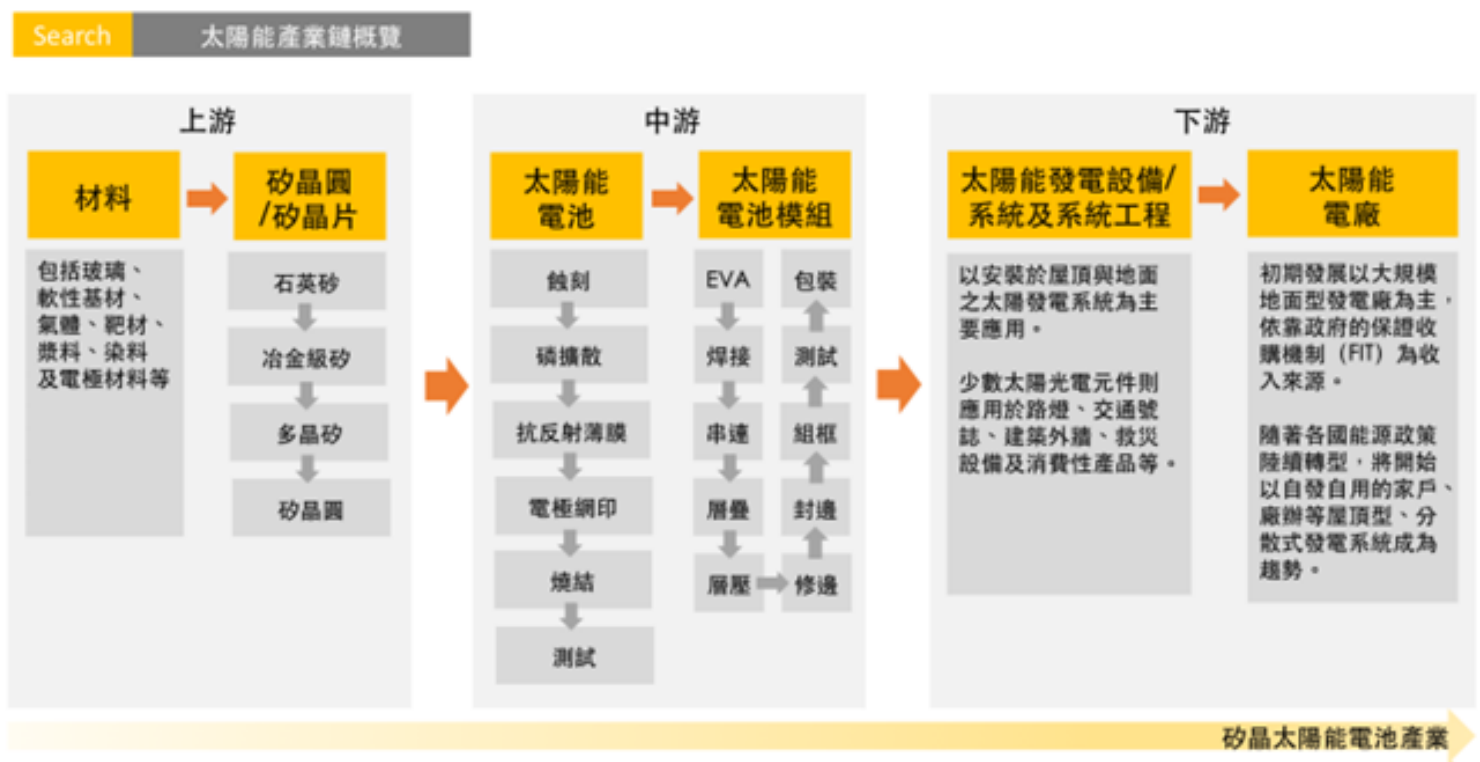 Search 太陽能產業鏈概覽
上游
材料
包括玻璃、
軟性基材、
氣體、靶材、
漿料、染料
及電極材料等
矽晶圓
/矽晶片
石英砂
冶金級矽
多晶矽
矽晶圓
中游
太陽能
電池
蝕刻
磷擴散
抗反射薄膜
電極網印
燒結
測試
太陽能
電池模組
EVA
焊接
串連
層疊
層壓
修邊
封邊
組框
測試
包裝
下游
太陽能發電設備/
系統及系統工程
以安裝於屋頂與地面
之太陽發電系統為主
要應用。
少數太陽光電元件則
應用於路燈、交通號
誌、建築外牆、救災
設備及消費性產品等。
太陽能
電廠
初期發展以大規模
地面型發電廠為主，
依靠政府的保證收
購機制（FIT）為收
入來源。
隨著各國能源政策
陸續轉型，將開始
以自發自用的家戶、
廠辦等屋頂型、分
散式發電系統成為
趨勢。
矽晶太陽能電池產業